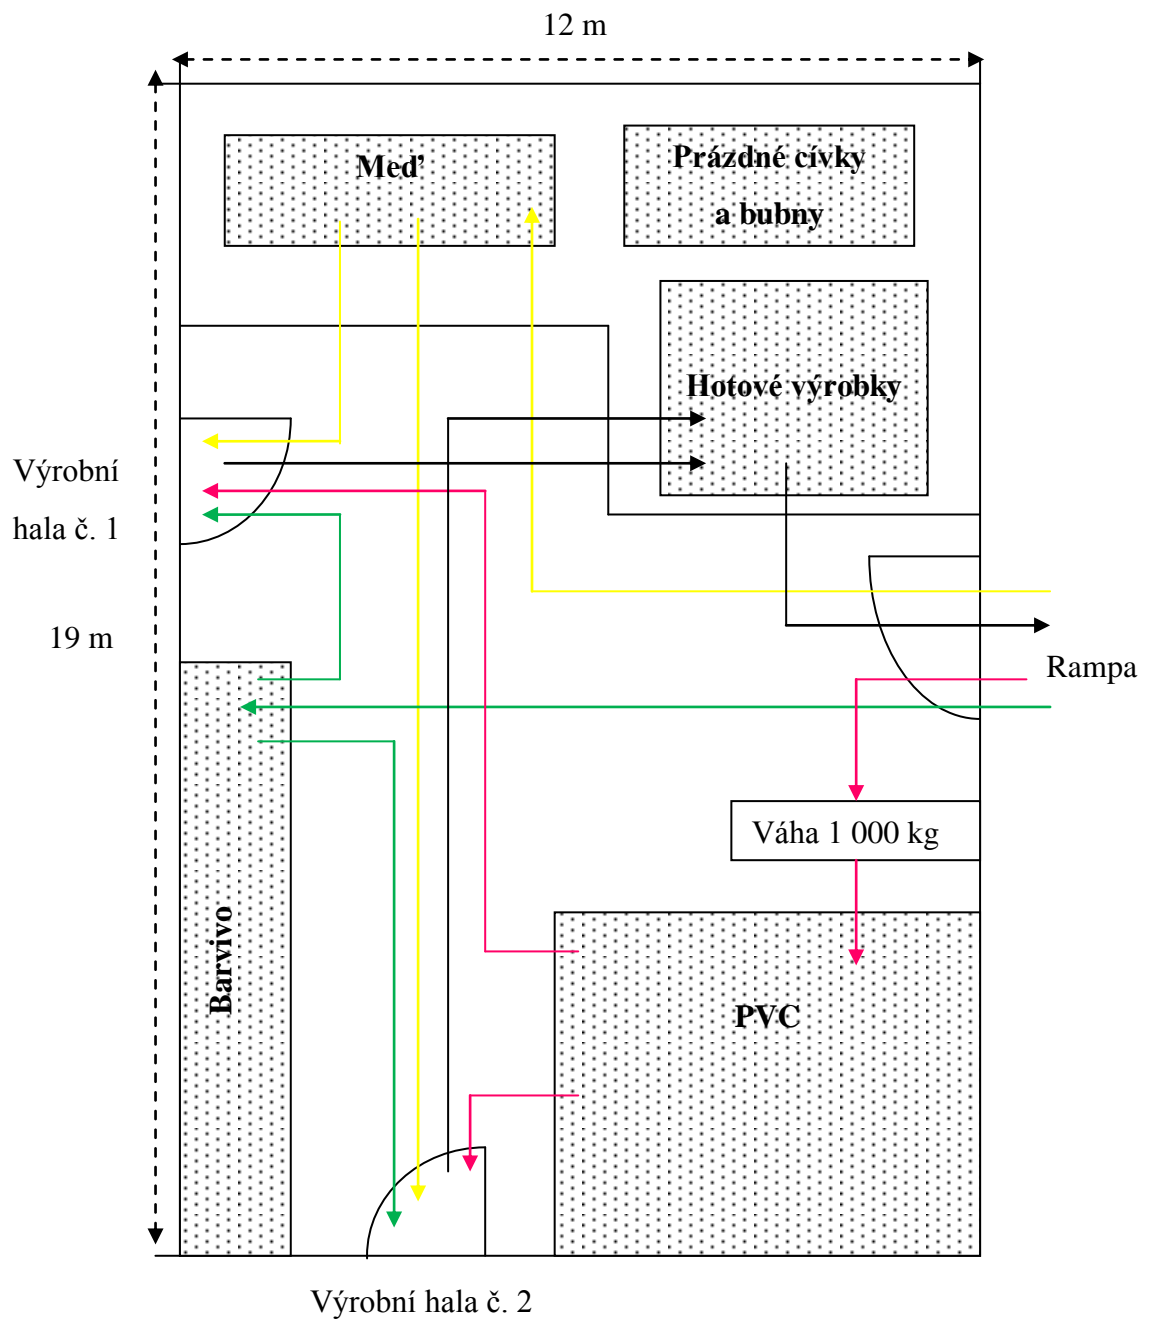 12 m
Meď
Prázdné cívky
a bubny
Hotové výrobky
Výrobní
hala č. 1
19 m
Rampa
Váha 1 000 kg
Barvivo
PVC
Výrobní hala č. 2